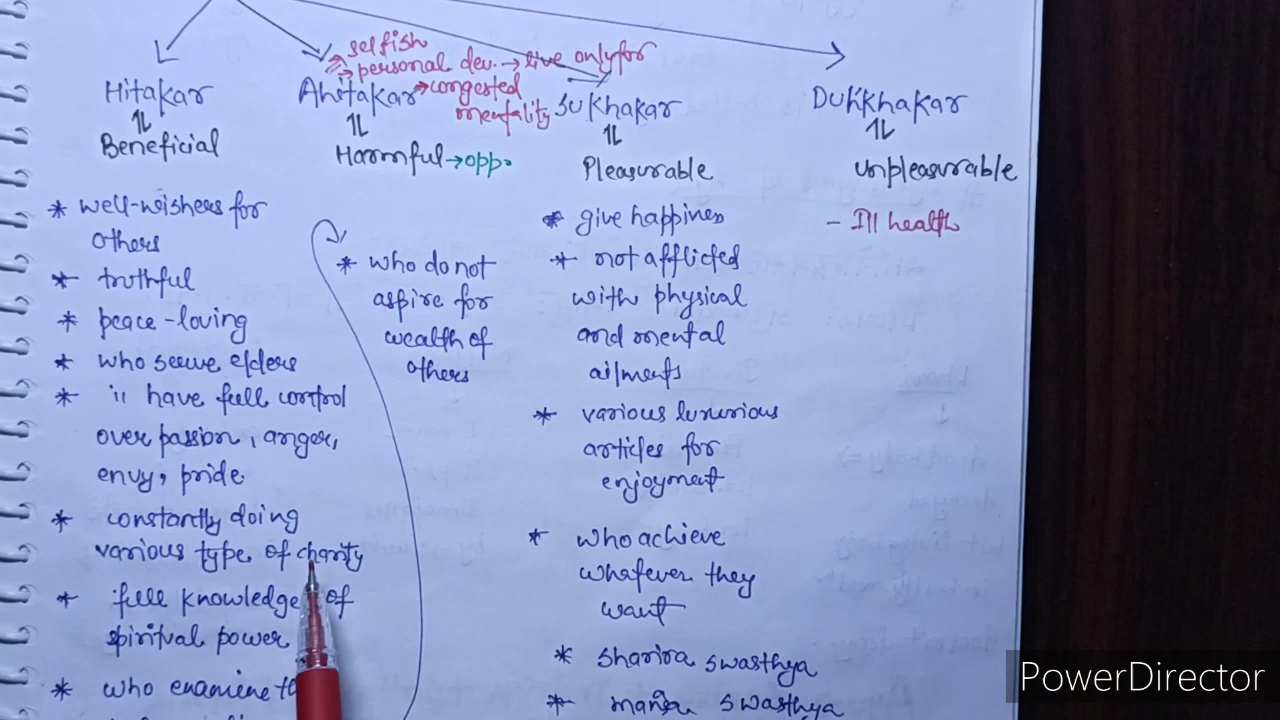 selfish
personal dev. → live only for
Hitakar
Ahitakar → congested
mentality
Sukhakar
Duhkhakar
Beneficial
Harmful → opp.
Pleasurable
unpleasurable
* well-wishers for
others
* truthful
* peace-loving
* who serve elders
* 11 have full control
over passion, anger,
envy, pride.
* constantly doing
various type of charity
* full knowledge of
spiritual power
* who examine
* who do not
aspire for
wealth of
others
* give happiness
* not afflicted
with physical
and mental
ailments
* various luxurious
articles for
enjoyment
* who achieve
whatever they
want
* sharira swasthya
* swasthya
- Ill health
PowerDirector